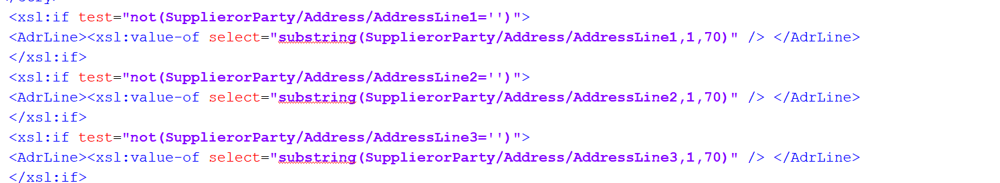 <xsl:if test="not(SupplierorParty/Address/AddressLine1='')">
<AdrLine><xsl:value-of select="substring(SupplierorParty/Address/AddressLine1,1,70)" /> </AdrLine>
</xsl:if>
<xsl:if test="not(SupplierorParty/Address/AddressLine2='')">
<AdrLine><xsl:value-of select="substring(SupplierorParty/Address/AddressLine2,1,70)" /> </AdrLine>
</xsl:if>
<xsl:if test="not(SupplierorParty/Address/AddressLine3='')">
<AdrLine><xsl:value-of select="substring(SupplierorParty/Address/AddressLine3,1,70)" /> </AdrLine>
</xsl:if>